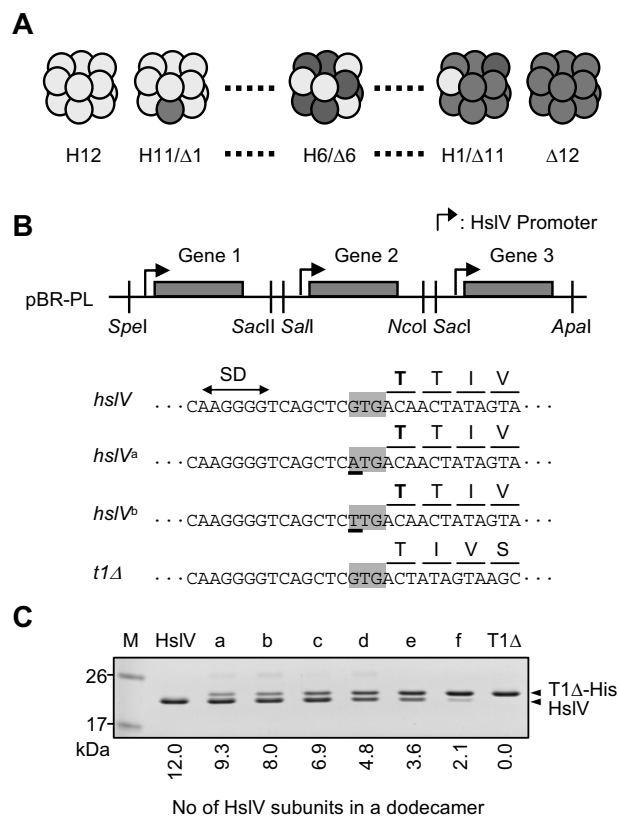 A
H12 H11/Δ1 H6/Δ6 H1/Δ11 Δ12
B
: HslV Promoter
Gene 1 Gene 2 Gene 3
pBR-PL
SpeI SacII SalI NcoI SacI ApaI
SD T T I V
hslV ···CAAGGGGTCAGCTCGTGACAACTATAGTA···
T T I V
hslVᵃ ···CAAGGGGTCAGCTCATGACAACTATAGTA···
T T I V
hslVᵇ ···CAAGGGGTCAGCTCTTGACAACTATAGTA···
T I V S
t1Δ ···CAAGGGGTCAGCTCGTGACTATAGTAAGC···
C
M HslV a b c d e f T1Δ
26
T1Δ-His
HslV
17
kDa 12.0 9.3 8.0 6.9 4.8 3.6 2.1 0.0
No of HslV subunits in a dodecamer